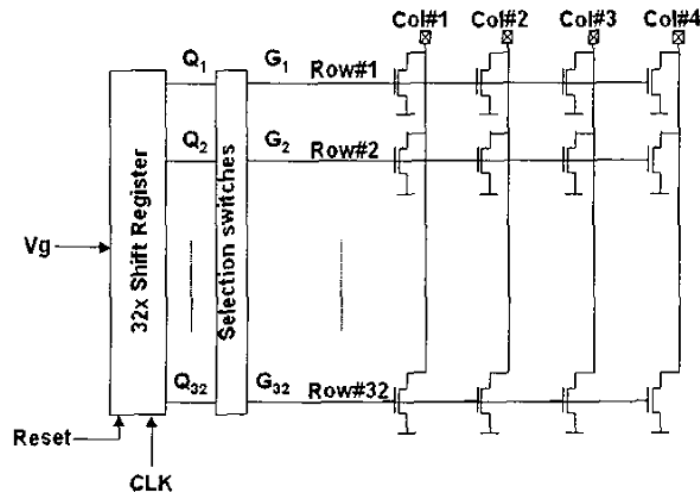 Col#1 Col#2 Col#3 Col#4
Q1 G1 Row#1
Q2 G2 Row#2
32x Shift Register
Selection switches
Vg
Q32 G32 Row#32
Reset
CLK